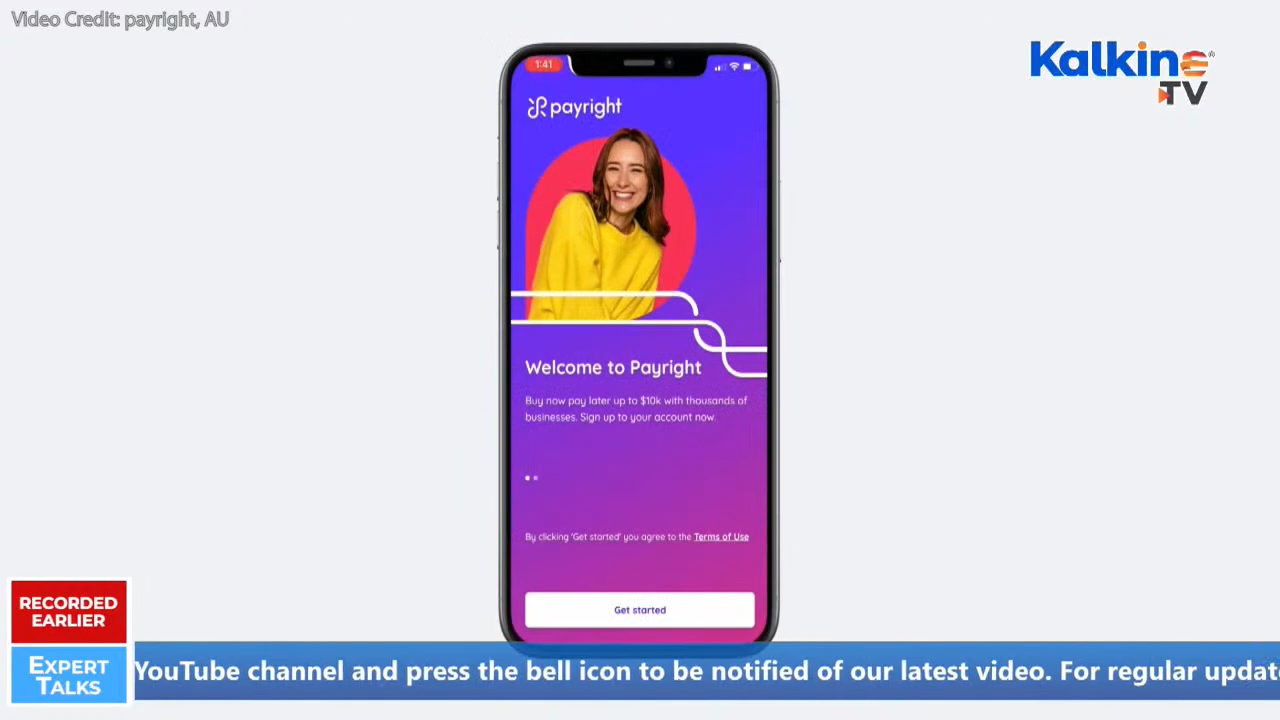 Video Credit: payright, AU
Kalkine
TV
1:41
payright
Welcome to Payright
Buy now pay later up to $10k with thousands of
businesses. Sign up to your account now.
By clicking 'Get started' you agree to the Terms of Use
Get started
RECORDED
EARLIER
EXPERT
TALKS
YouTube channel and press the bell icon to be notified of our latest video. For regular update